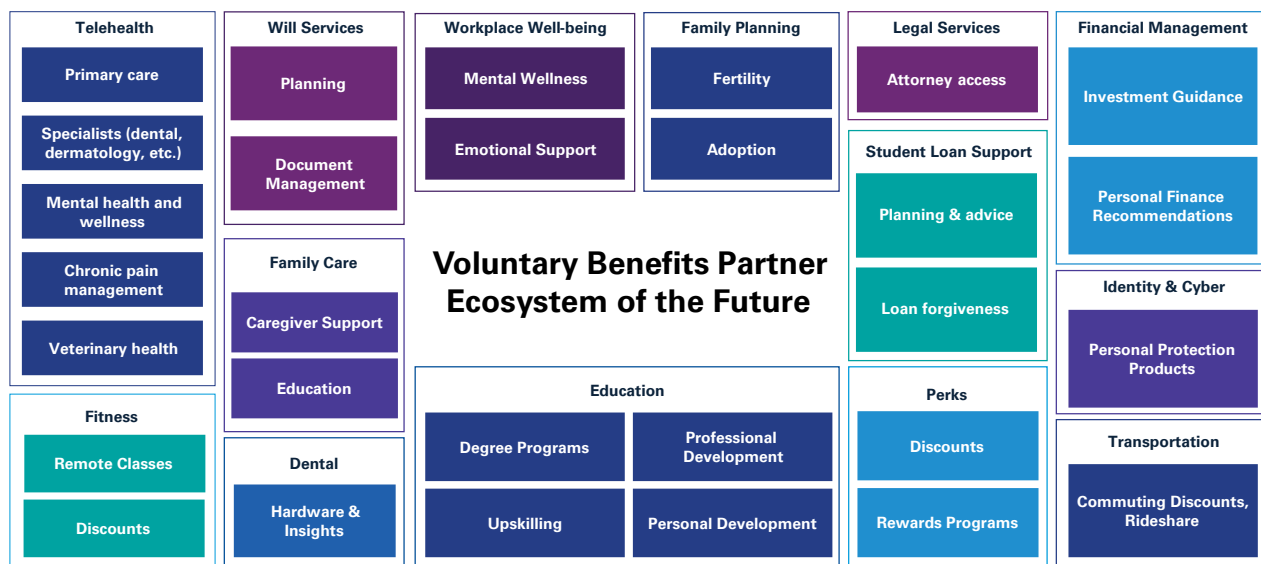 Telehealth
Primary care
Specialists (dental,
dermatology, etc.)
Mental health and
wellness
Chronic pain
management
Veterinary health
Fitness
Remote Classes
Discounts
Will Services
Planning
Document
Management
Family Care
Caregiver Support
Education
Dental
Hardware &
Insights
Workplace Well-being
Mental Wellness
Emotional Support
Family Planning
Fertility
Adoption
Voluntary Benefits Partner
Ecosystem of the Future
Education
Degree Programs
Professional
Development
Upskilling
Personal Development
Legal Services
Attorney access
Student Loan Support
Planning & advice
Loan forgiveness
Perks
Discounts
Rewards Programs
Financial Management
Investment Guidance
Personal Finance
Recommendations
Identity & Cyber
Personal Protection
Products
Transportation
Commuting Discounts,
Rideshare